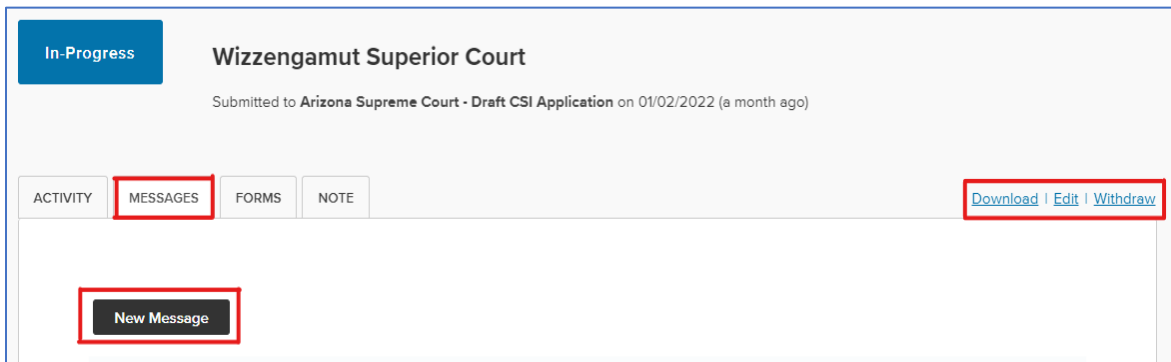 In-Progress
Wizzengamut Superior Court
Submitted to Arizona Supreme Court - Draft CSI Application on 01/02/2022 (a month ago)
ACTIVITY MESSAGES FORMS NOTE Download | Edit | Withdraw
New Message